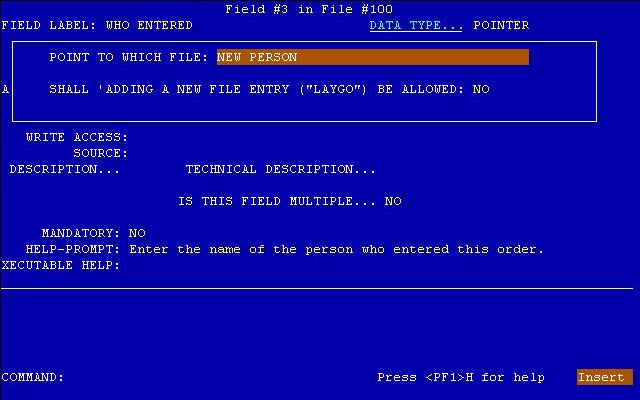 Field #3 in File #100
FIELD LABEL: WHO ENTERED DATA TYPE... POINTER
POINT TO WHICH FILE: NEW PERSON
A SHALL 'ADDING A NEW FILE ENTRY ("LAYGO") BE ALLOWED: NO
WRITE ACCESS:
SOURCE:
DESCRIPTION... TECHNICAL DESCRIPTION...
IS THIS FIELD MULTIPLE... NO
MANDATORY: NO
HELP-PROMPT: Enter the name of the person who entered this order.
XECUTABLE HELP:
COMMAND: Press <PF1>H for help Insert